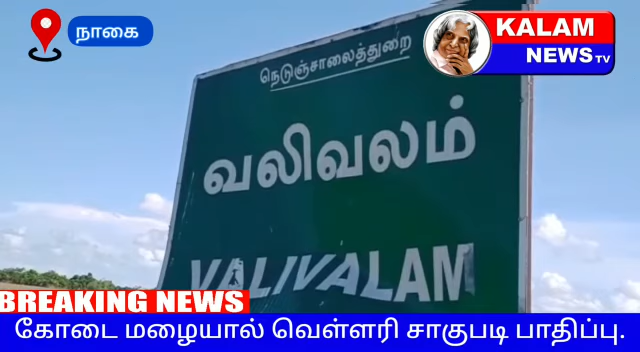 நாகை
KALAM
NEWS TV
நெடுஞ்சாலைத்துறை
வலிவலம்
VALIVALAM
BREAKING NEWS
கோடை மழையால் வெள்ளரி சாகுபடி பாதிப்பு.